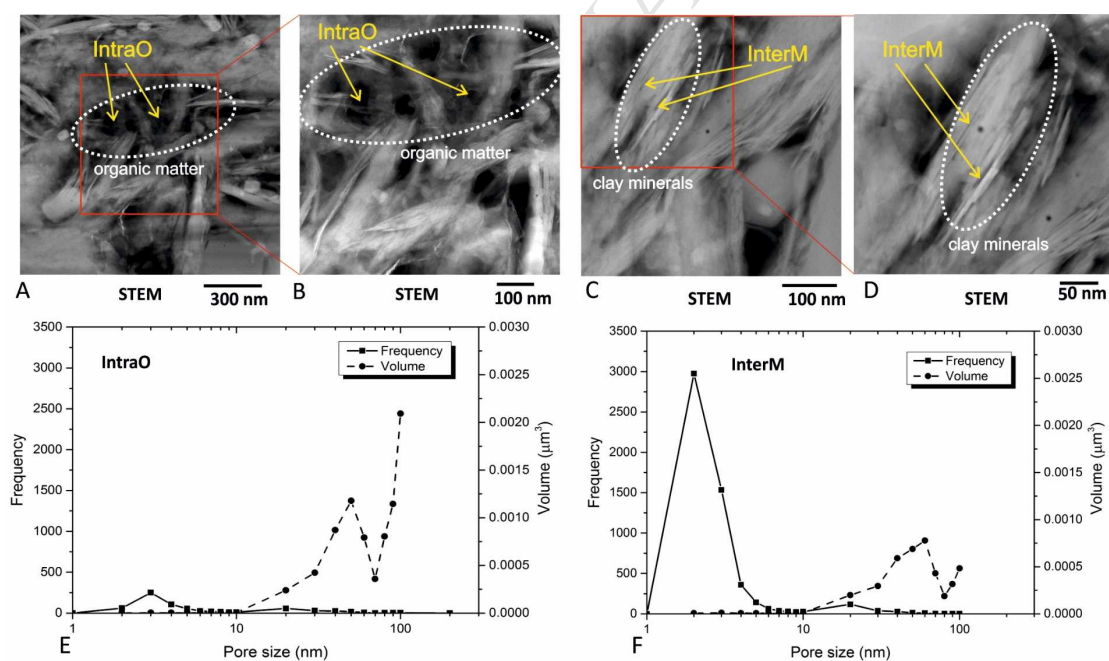 IntraO
organic matter
IntraO
organic matter
InterM
clay minerals
InterM
clay minerals
A STEM 300 nm
B STEM 100 nm
C STEM 100 nm
D STEM 50 nm
IntraO
Frequency
Volume
3500
3000
2500
2000
1500
1000
500
0
Frequency
0.0030
0.0025
0.0020
0.0015
0.0010
0.0005
0.0000
Volume (μm³)
1 10 100
E Pore size (nm)
InterM
Frequency
Volume
3500
3000
2500
2000
1500
1000
500
0
Frequency
0.0030
0.0025
0.0020
0.0015
0.0010
0.0005
0.0000
Volume (μm³)
1 10 100
F Pore size (nm)